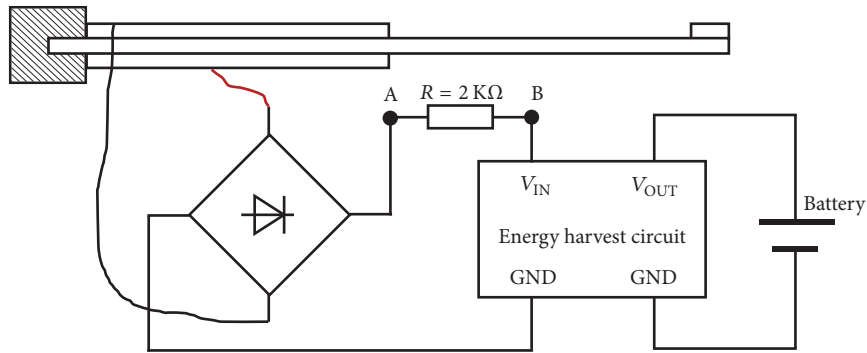 A
R = 2 KΩ
B
V_IN
V_OUT
Battery
Energy harvest circuit
GND
GND